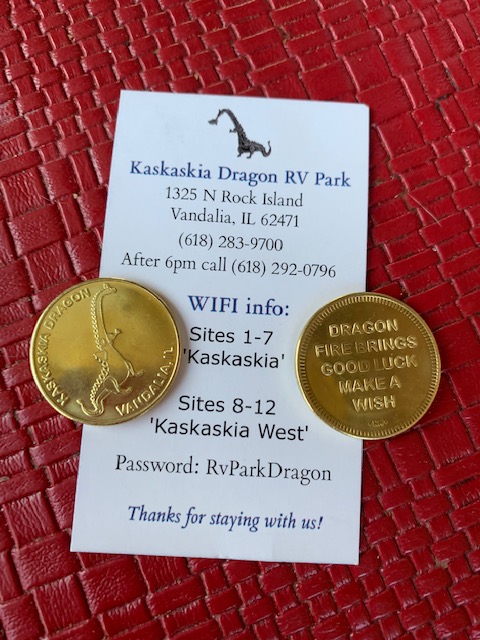 Kaskaskia Dragon RV Park
1325 N Rock Island
Vandalia, IL 62471
(618) 283-9700
After 6pm call (618) 292-0796
WIFI info:
Sites 1-7
'Kaskaskia'
Sites 8-12
'Kaskaskia West'
Password: RvParkDragon
Thanks for staying with us!
KASKASKIA DRAGON
VANDALIA, IL
DRAGON
FIRE BRINGS
GOOD LUCK
MAKE A
WISH